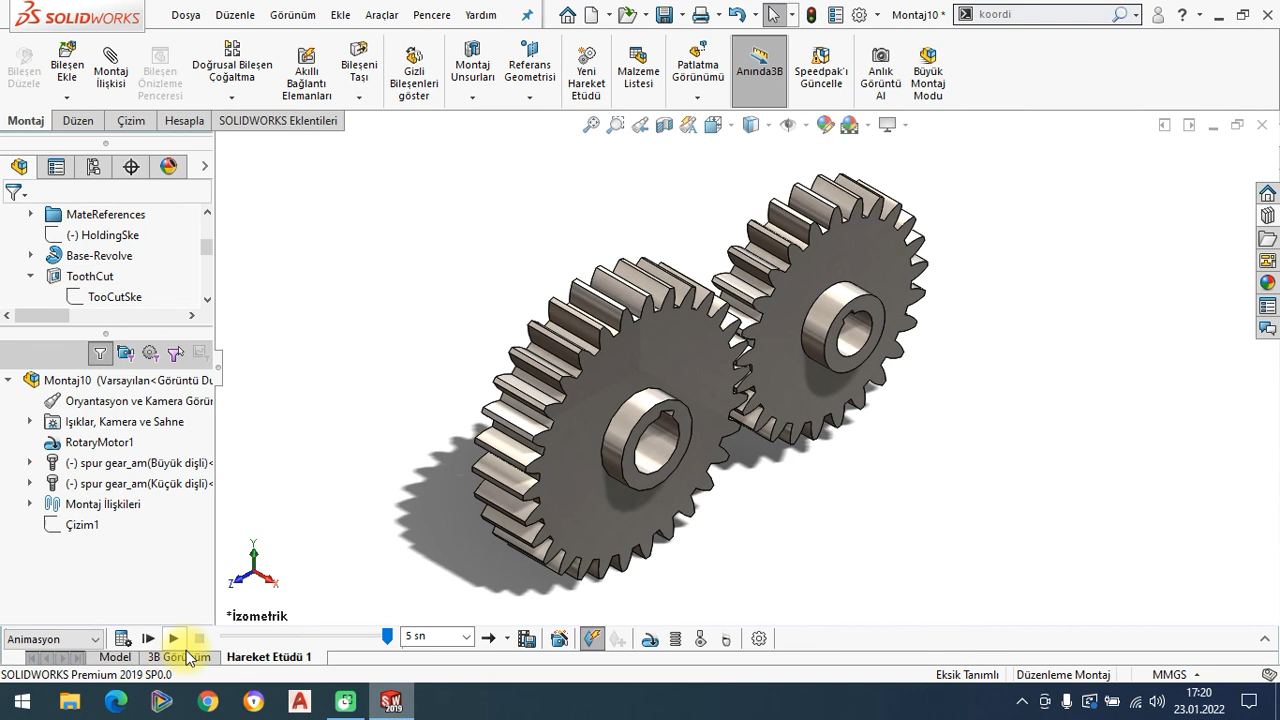 SOLIDWORKS
Dosya Düzenle Görünüm Ekle Araçlar Pencere Yardım
Montaj10 *
koordi
Bileşen Düzele
Bileşen Ekle
Montaj İlişkisi
Bileşen Önizleme Penceresi
Doğrusal Bileşen Çoğaltma
Akıllı Bağlantı Elemanları
Bileşeni Taşı
Gizli Bileşenleri göster
Montaj Unsurları
Referans Geometrisi
Yeni Hareket Etüdü
Malzeme Listesi
Patlatma Görünümü
Anında3B
Speedpak'ı Güncelle
Anlık Görüntü Al
Büyük Montaj Modu
Montaj Düzen Çizim Hesapla SOLIDWORKS Eklentileri
MateReferences
(-) HoldingSke
Base-Revolve
ToothCut
TooCutSke
Montaj10 (Varsayılan<Görüntü Du
Oryantasyon ve Kamera Görür
Işıklar, Kamera ve Sahne
RotaryMotor1
(-) spur gear_am(Büyük dişli)<
(-) spur gear_am(Küçük dişli)<
Montaj İlişkileri
Çizim1
Y
Z
X
*İzometrik
Animasyon
5 sn
Model 3B Görünüm Hareket Etüdü 1
SOLIDWORKS Premium 2019 SP0.0
Eksik Tanımlı Düzenleme Montaj MMGS
A
SW
2019
17:20
23.01.2022